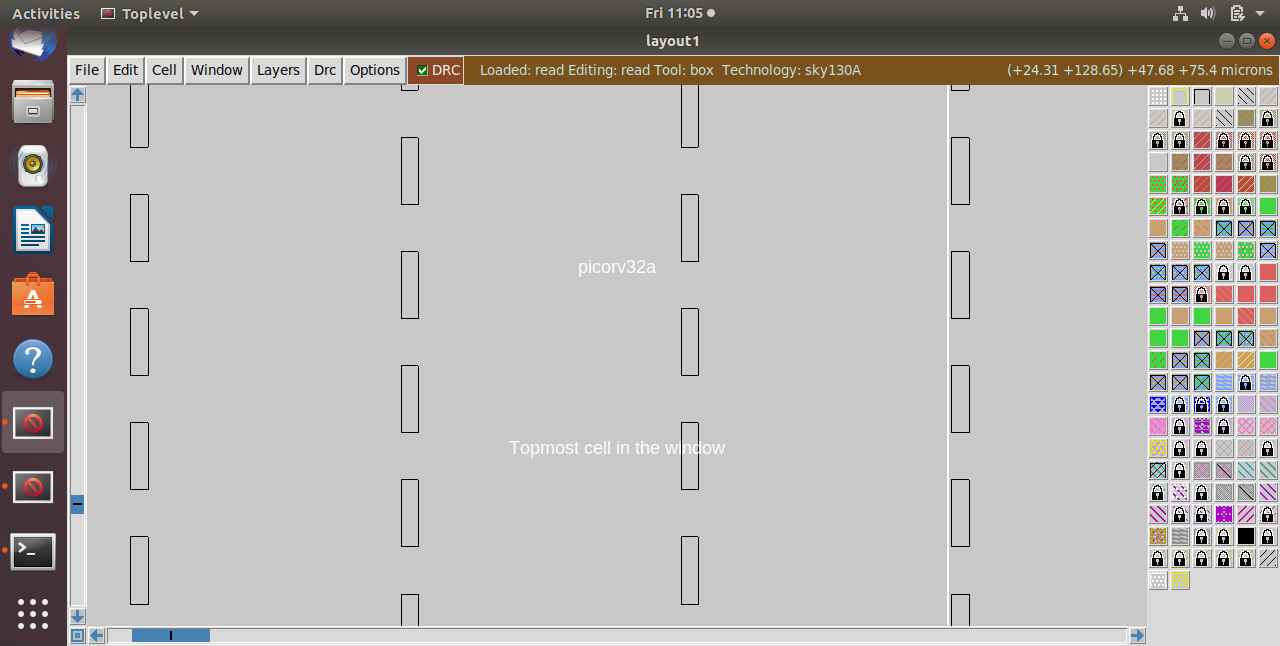 Activities Toplevel Fri 11:05
layout1
File Edit Cell Window Layers Drc Options DRC Loaded: read Editing: read Tool: box Technology: sky130A (+24.31 +128.65) +47.68 +75.4 microns
picorv32a
Topmost cell in the window